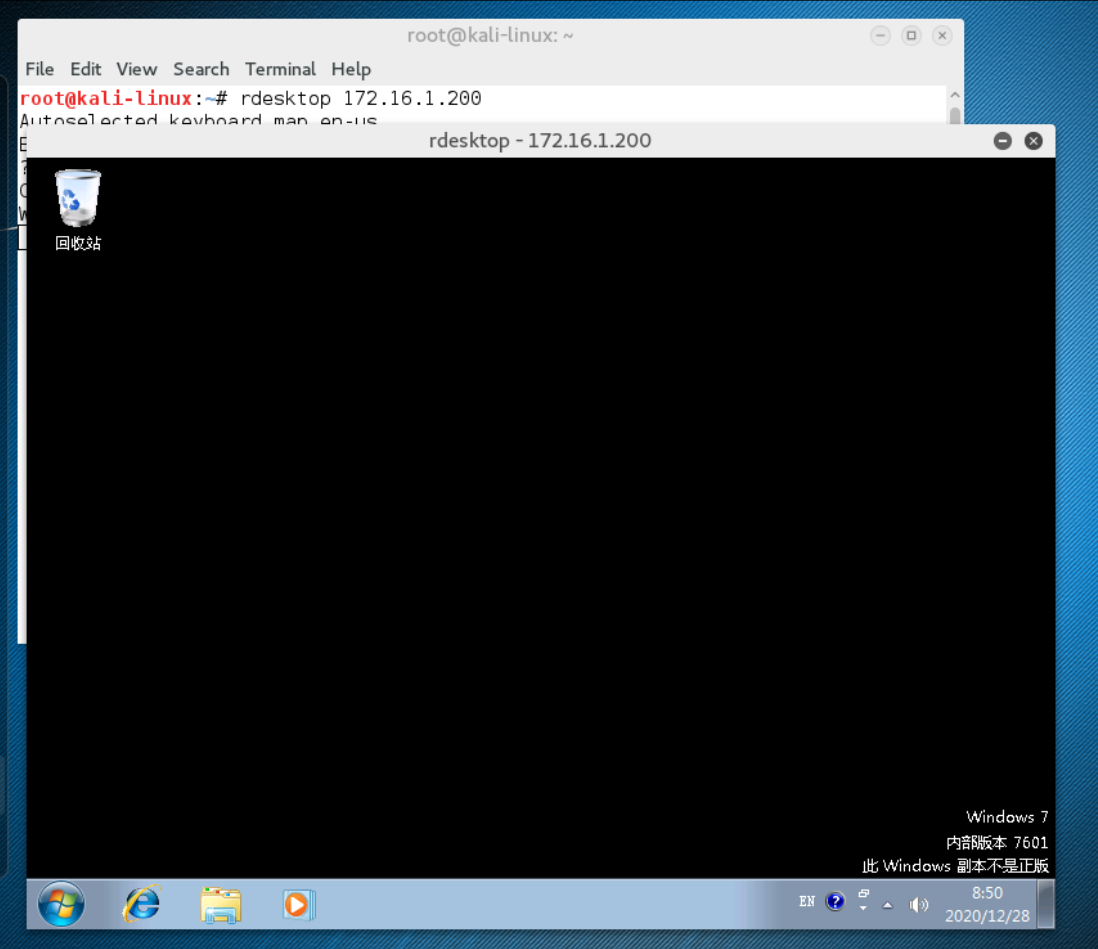 root@kali-linux: ~
File Edit View Search Terminal Help
root@kali-linux:~# rdesktop 172.16.1.200
Autoselected keyboard map en-us
rdesktop - 172.16.1.200
回收站
Windows 7
内部版本 7601
此 Windows 副本不是正版
EN
8:50
2020/12/28